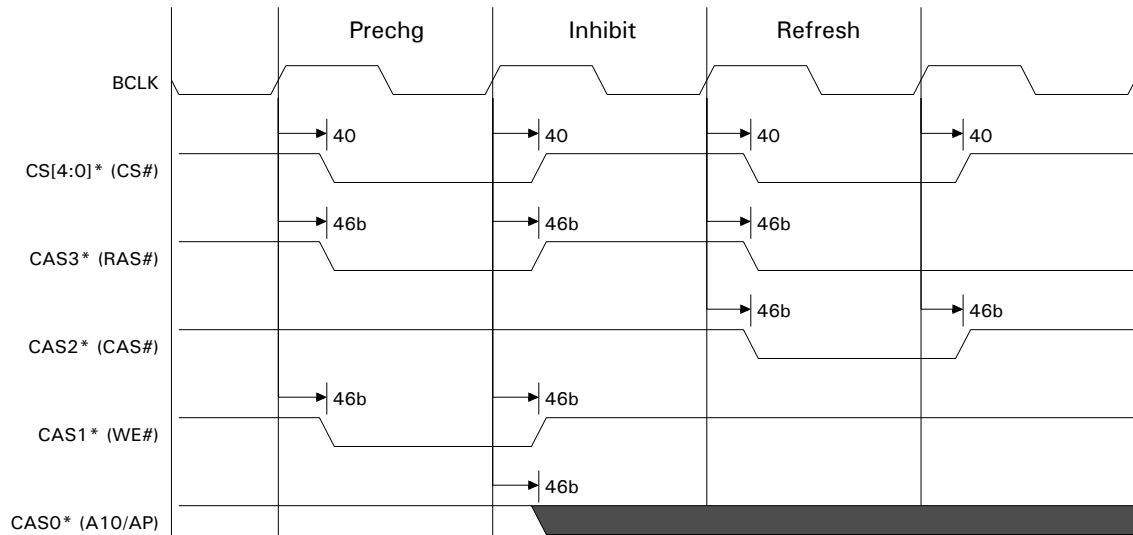 Prechg Inhibit Refresh
BCLK
40 40 40 40
CS[4:0]* (CS#)
46b 46b 46b
CAS3* (RAS#)
46b 46b
CAS2* (CAS#)
46b 46b
CAS1* (WE#)
46b
CAS0* (A10/AP)